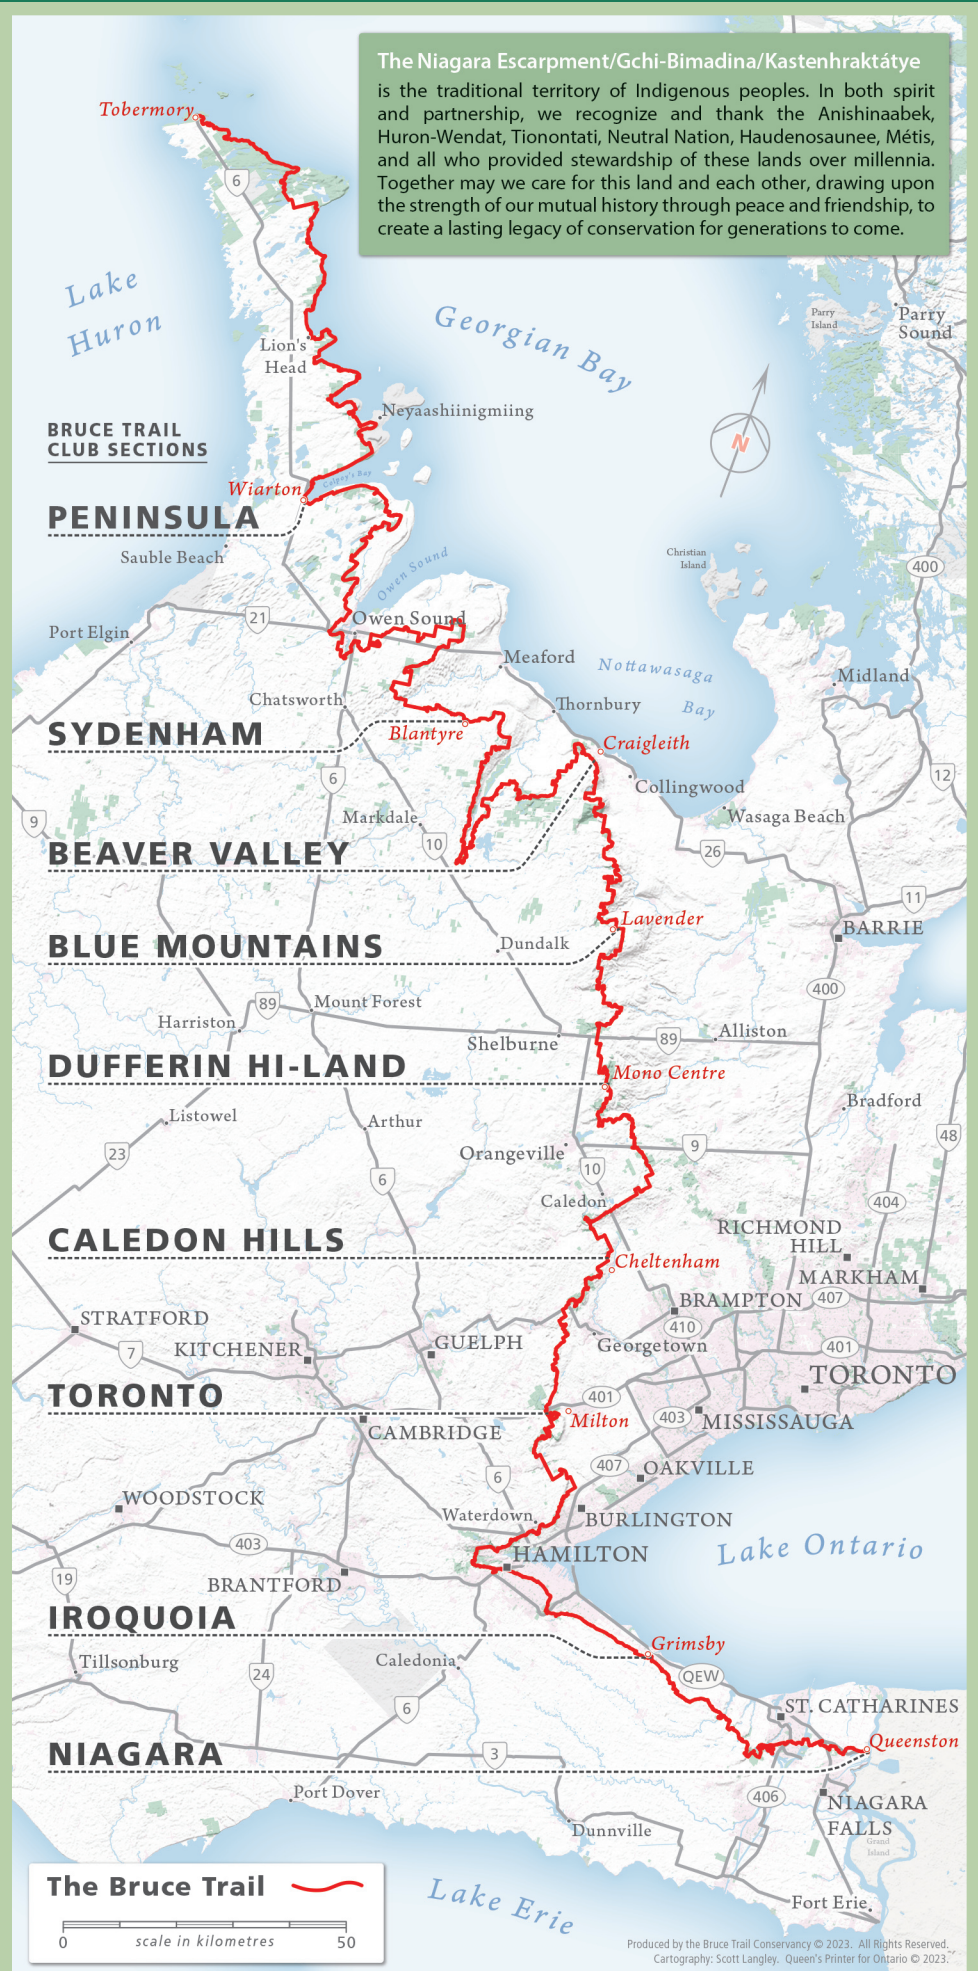 The Niagara Escarpment/Gchi-Bimadina/Kastenhraktátye
is the traditional territory of Indigenous peoples. In both spirit
and partnership, we recognize and thank the Anishinaabek,
Huron-Wendat, Tionontati, Neutral Nation, Haudenosaunee, Métis,
and all who provided stewardship of these lands over millennia.
Together may we care for this land and each other, drawing upon
the strength of our mutual history through peace and friendship, to
create a lasting legacy of conservation for generations to come.
Tobermory
6
Lake
Huron
Georgian Bay
Parry
Island
Parry
Sound
Lion's
Head
Neyaashiinigmiing
N
BRUCE TRAIL
CLUB SECTIONS
Colpoy's Bay
Wiarton
PENINSULA
Sauble Beach
Owen Sound
Christian
Island
400
21
Owen Sound
Port Elgin
Meaford
Nottawasaga
Bay
Midland
Chatsworth
Thornbury
SYDENHAM
Blantyre
Craigleith
6
Collingwood
12
9
Markdale
Wasaga Beach
10
26
BEAVER VALLEY
11
Lavender
BARRIE
BLUE MOUNTAINS
Dundalk
400
89
Mount Forest
Harriston
Shelburne
89
Alliston
DUFFERIN HI-LAND
Mono Centre
Bradford
Listowel
Arthur
48
23
Orangeville
9
10
6
Caledon
404
CALEDON HILLS
RICHMOND
HILL
Cheltenham
MARKHAM
BRAMPTON
407
STRATFORD
410
GUELPH
Georgetown
7
KITCHENER
401
TORONTO
TORONTO
401
Milton
403
MISSISSAUGA
CAMBRIDGE
407
OAKVILLE
6
WOODSTOCK
Waterdown
BURLINGTON
403
HAMILTON
Lake Ontario
19
BRANTFORD
IROQUOIA
Grimsby
Tillsonburg
Caledonia
24
QEW
6
ST. CATHARINES
Queenston
NIAGARA
3
Port Dover
406
NIAGARA
FALLS
Dunnville
Grand
Island
The Bruce Trail
0
scale in kilometres
50
Lake Erie
Fort Erie
Produced by the Bruce Trail Conservancy © 2023. All Rights Reserved.
Cartography: Scott Langley. Queen's Printer for Ontario © 2023.